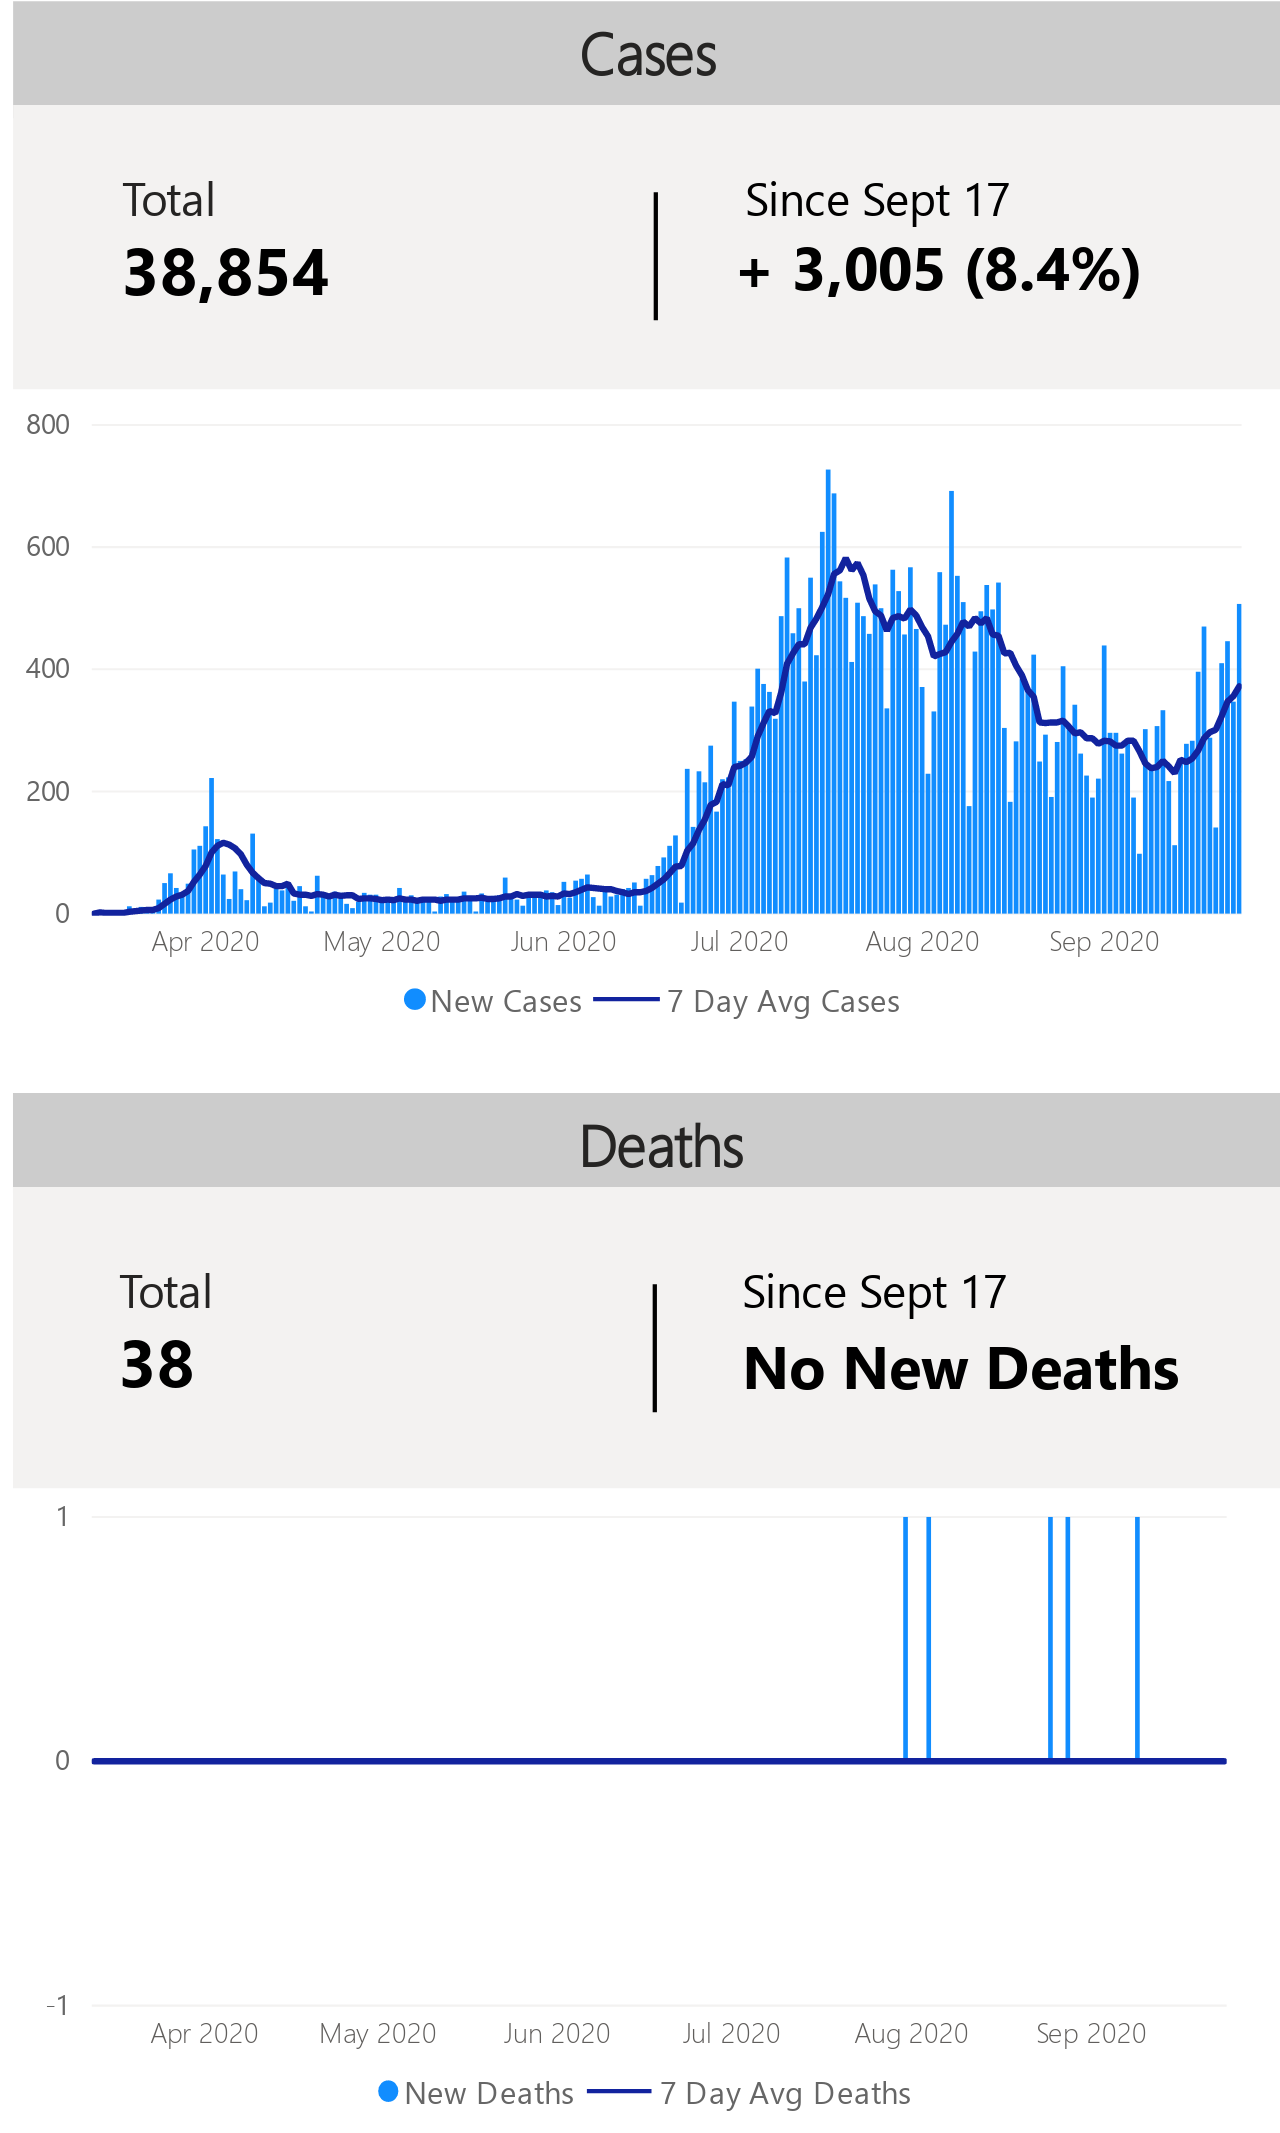 Cases
Total
Since Sept 17
38,854
+ 3,005 (8.4%)
800
600
400
200
0
Apr 2020
May 2020
Jun 2020
Jul 2020
Aug 2020
Sep 2020
New Cases
7 Day Avg Cases
Deaths
Total
Since Sept 17
38
No New Deaths
1
0
-1
Apr 2020
May 2020
Jun 2020
Jul 2020
Aug 2020
Sep 2020
New Deaths
7 Day Avg Deaths